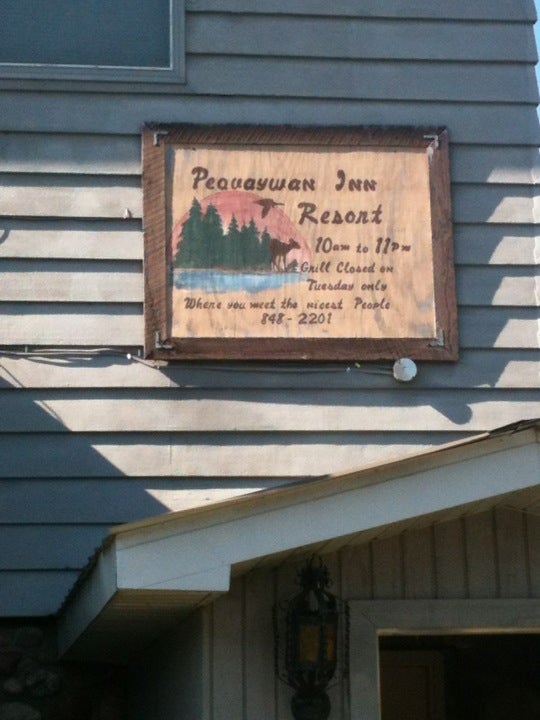 Pequaywan Inn
Resort
10am to 11pm
Grill Closed on
Tuesday only
Where you meet the nicest People
848-2201